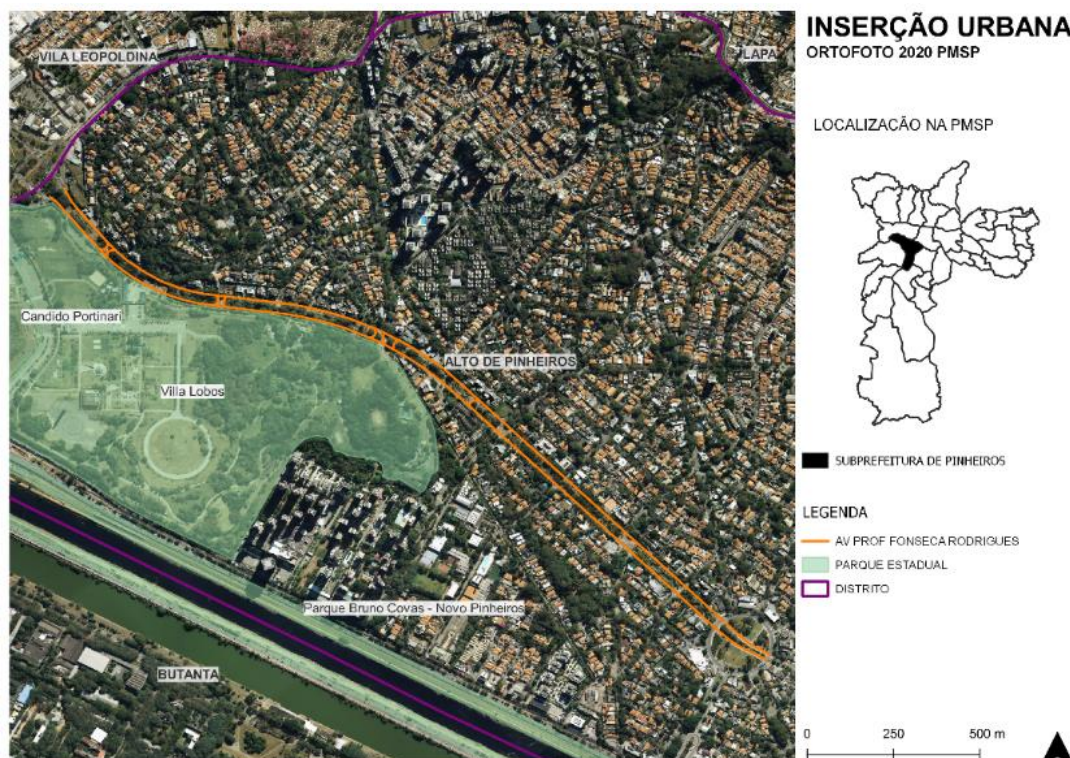 INSERÇÃO URBANA
ORTOFOTO 2020 PMSP
VILA LEOPOLDINA
LAPA
Candido Portinari
Villa Lobos
ALTO DE PINHEIROS
Parque Bruno Covas - Novo Pinheiros
BUTANTA
LOCALIZAÇÃO NA PMSP
SUBPREFEITURA DE PINHEIROS
LEGENDA
AV PROF FONSECA RODRIGUES
PARQUE ESTADUAL
DISTRITO
0 250 500 m